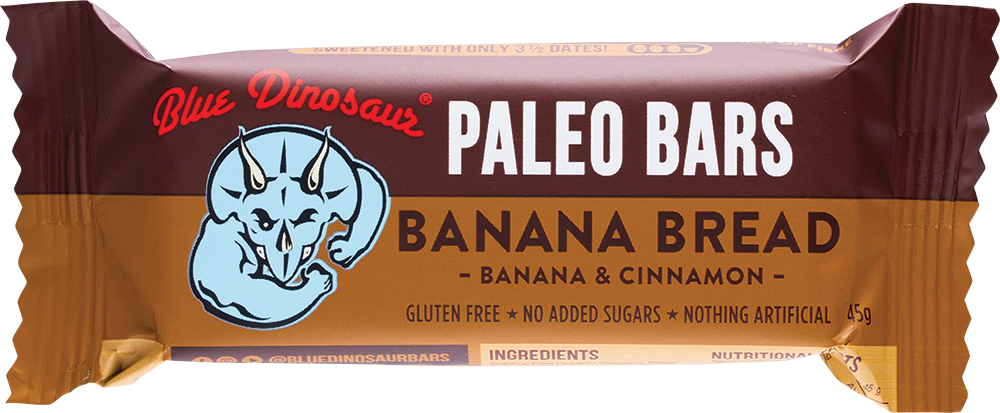 SWEETENED WITH ONLY 3 ½ DATES!
Blue Dinosaur®
PALEO BARS
BANANA BREAD
- BANANA & CINNAMON -
GLUTEN FREE ★ NO ADDED SUGARS ★ NOTHING ARTIFICIAL 45g
@BLUEDINOSAURBARS
INGREDIENTS
NUTRITIONAL